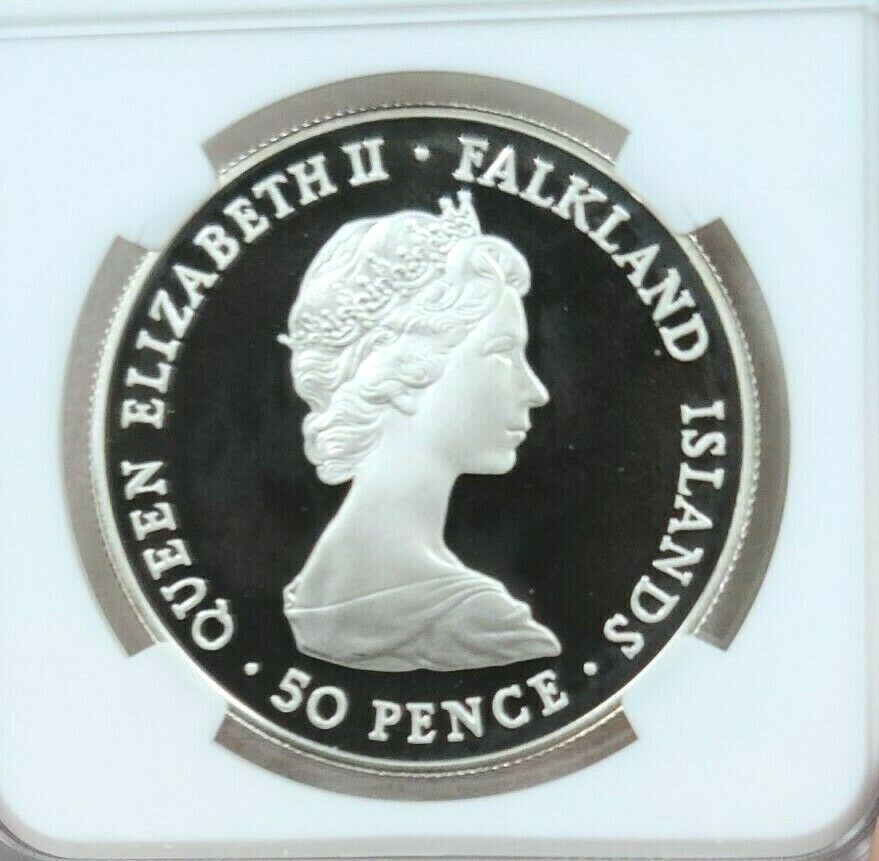 QUEEN ELIZABETH II · FALKLAND ISLANDS ·
50 PENCE ·